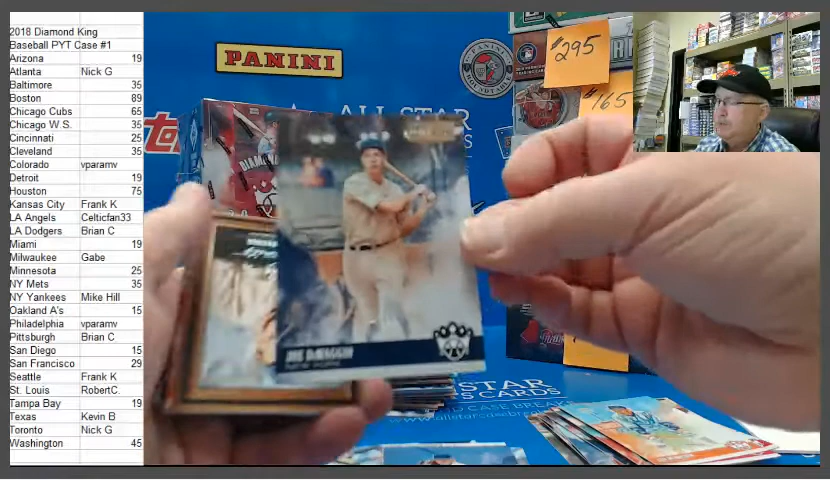 2018 Diamond King
Baseball PYT Case #1
Arizona 19
Atlanta Nick G
Baltimore 35
Boston 89
Chicago Cubs 65
Chicago W.S. 35
Cincinnati 25
Cleveland 35
Colorado vparamv
Detroit 19
Houston 75
Kansas City Frank K
LA Angels Celticfan33
LA Dodgers Brian C
Miami 19
Milwaukee Gabe
Minnesota 25
NY Mets 35
NY Yankees Mike Hill
Oakland A's 15
Philadelphia vparamv
Pittsburgh Brian C
San Diego 15
San Francisco 29
Seattle Frank K
St. Louis RobertC.
Tampa Bay 19
Texas Kevin B
Toronto Nick G
Washington 45
PANINI
PANINI
#295
#165
ALL STAR
STAR
CARDS